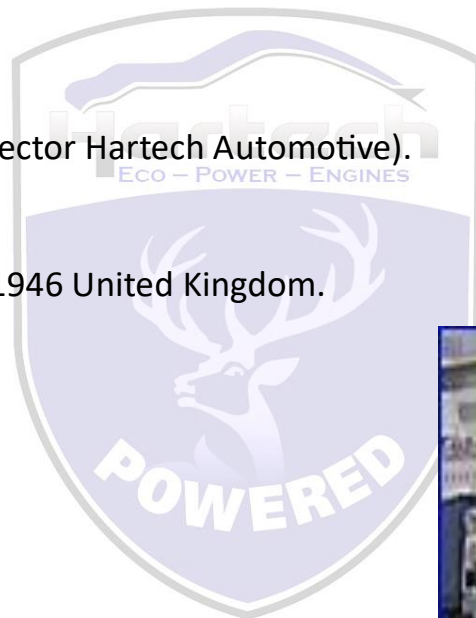 Hartech
ector Hartech Automotive).
ECO – POWER – ENGINES
1946 United Kingdom.
POWERED